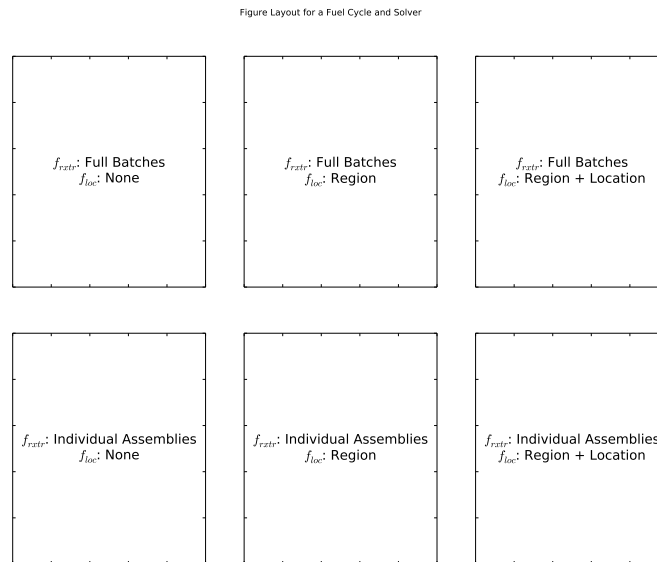 Figure Layout for a Fuel Cycle and Solver
f_rxtr: Full Batches
f_loc: None
f_rxtr: Full Batches
f_loc: Region
f_rxtr: Full Batches
f_loc: Region + Location
f_rxtr: Individual Assemblies
f_loc: None
f_rxtr: Individual Assemblies
f_loc: Region
f_rxtr: Individual Assemblies
f_loc: Region + Location